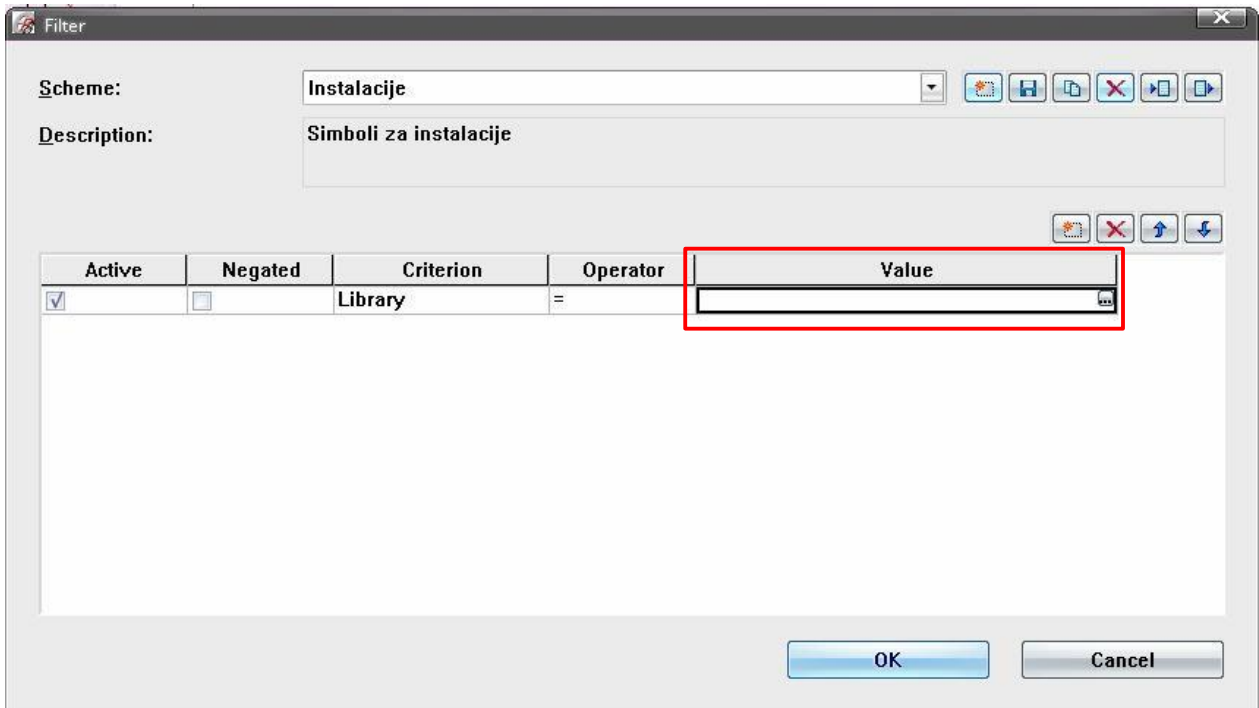 Filter
Scheme: Instalacije
Description: Simboli za instalacije
Active Negated Criterion Operator Value
Library =
OK Cancel